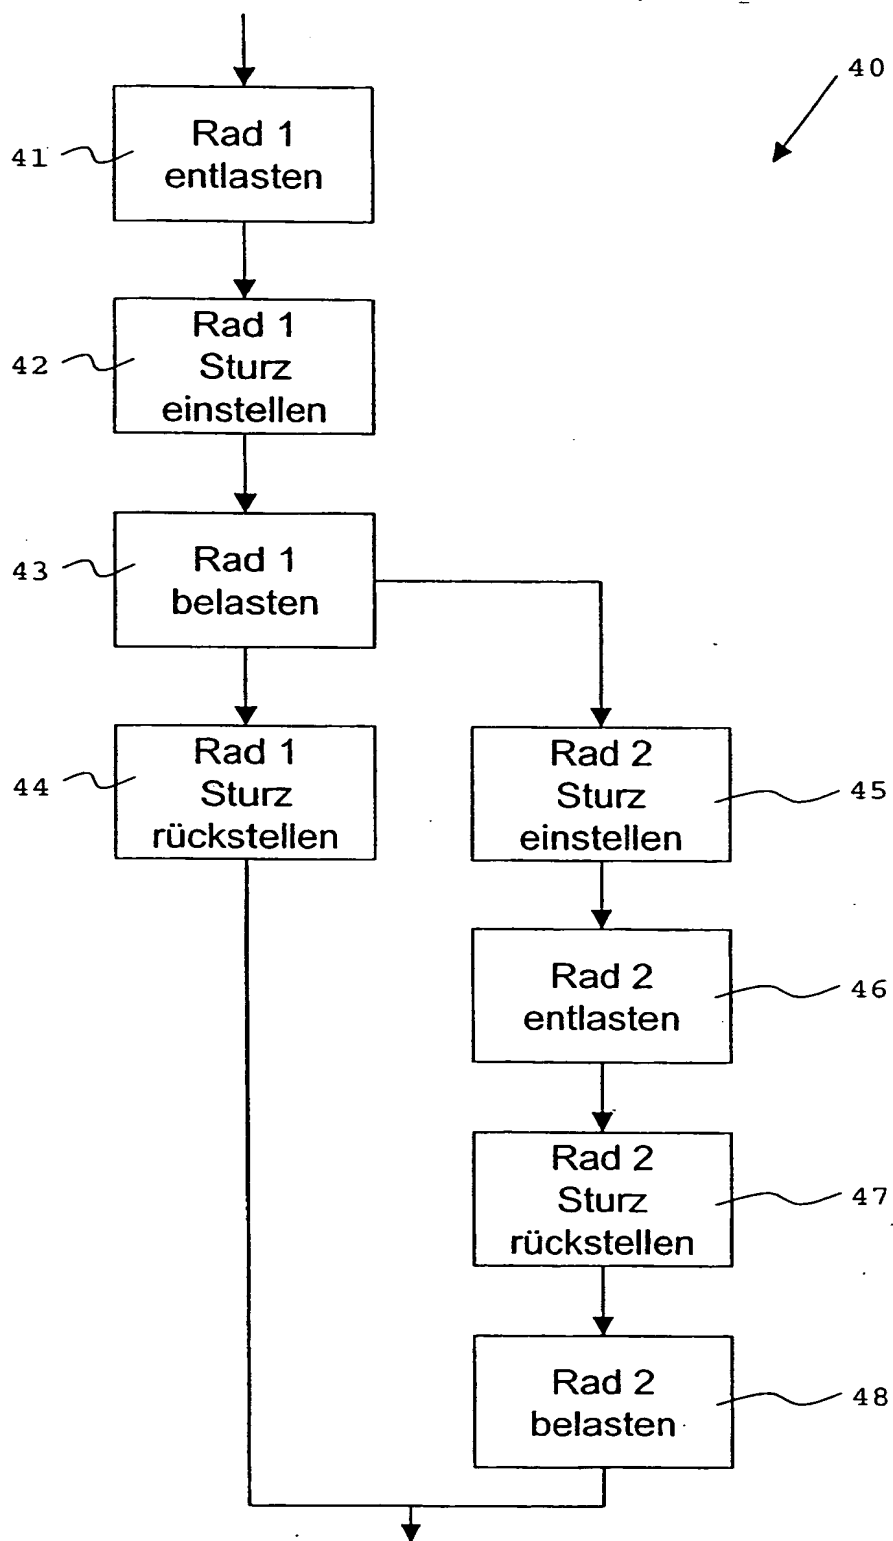 40
41
Rad 1
entlasten
42
Rad 1
Sturz
einstellen
43
Rad 1
belasten
44
Rad 1
Sturz
rückstellen
Rad 2
Sturz
einstellen
45
Rad 2
entlasten
46
Rad 2
Sturz
rückstellen
47
Rad 2
belasten
48